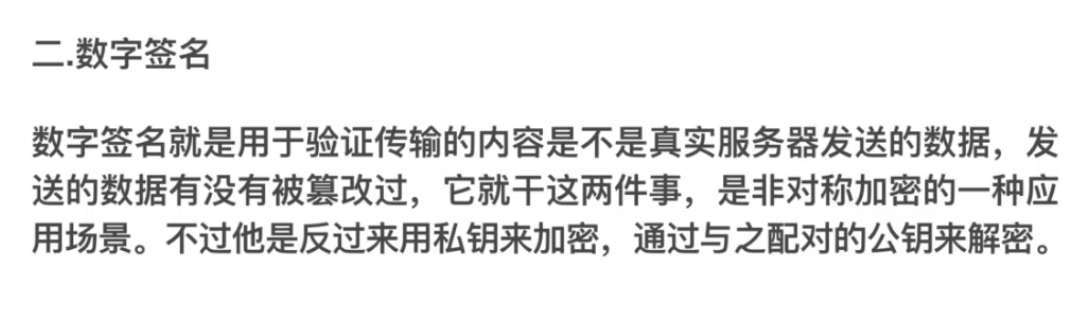 二.数字签名
数字签名就是用于验证传输的内容是不是真实服务器发送的数据，发
送的数据有没有被篡改过，它就干这两件事，是非对称加密的一种应
用场景。不过他是反过来用私钥来加密，通过与之配对的公钥来解密。